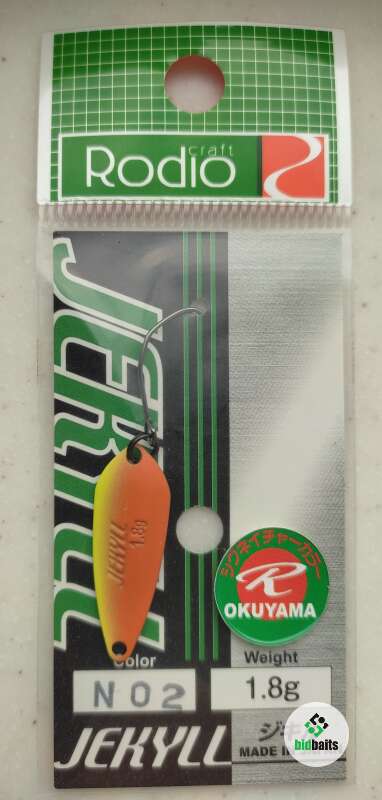 craft
Rodio
JEKYLL
JEKYLL
1.8g
シグネイチャーカラー
R
OKUYAMA
Color
Weight
N02
1.8g
JEKYLL
MADE IN
bidbaits